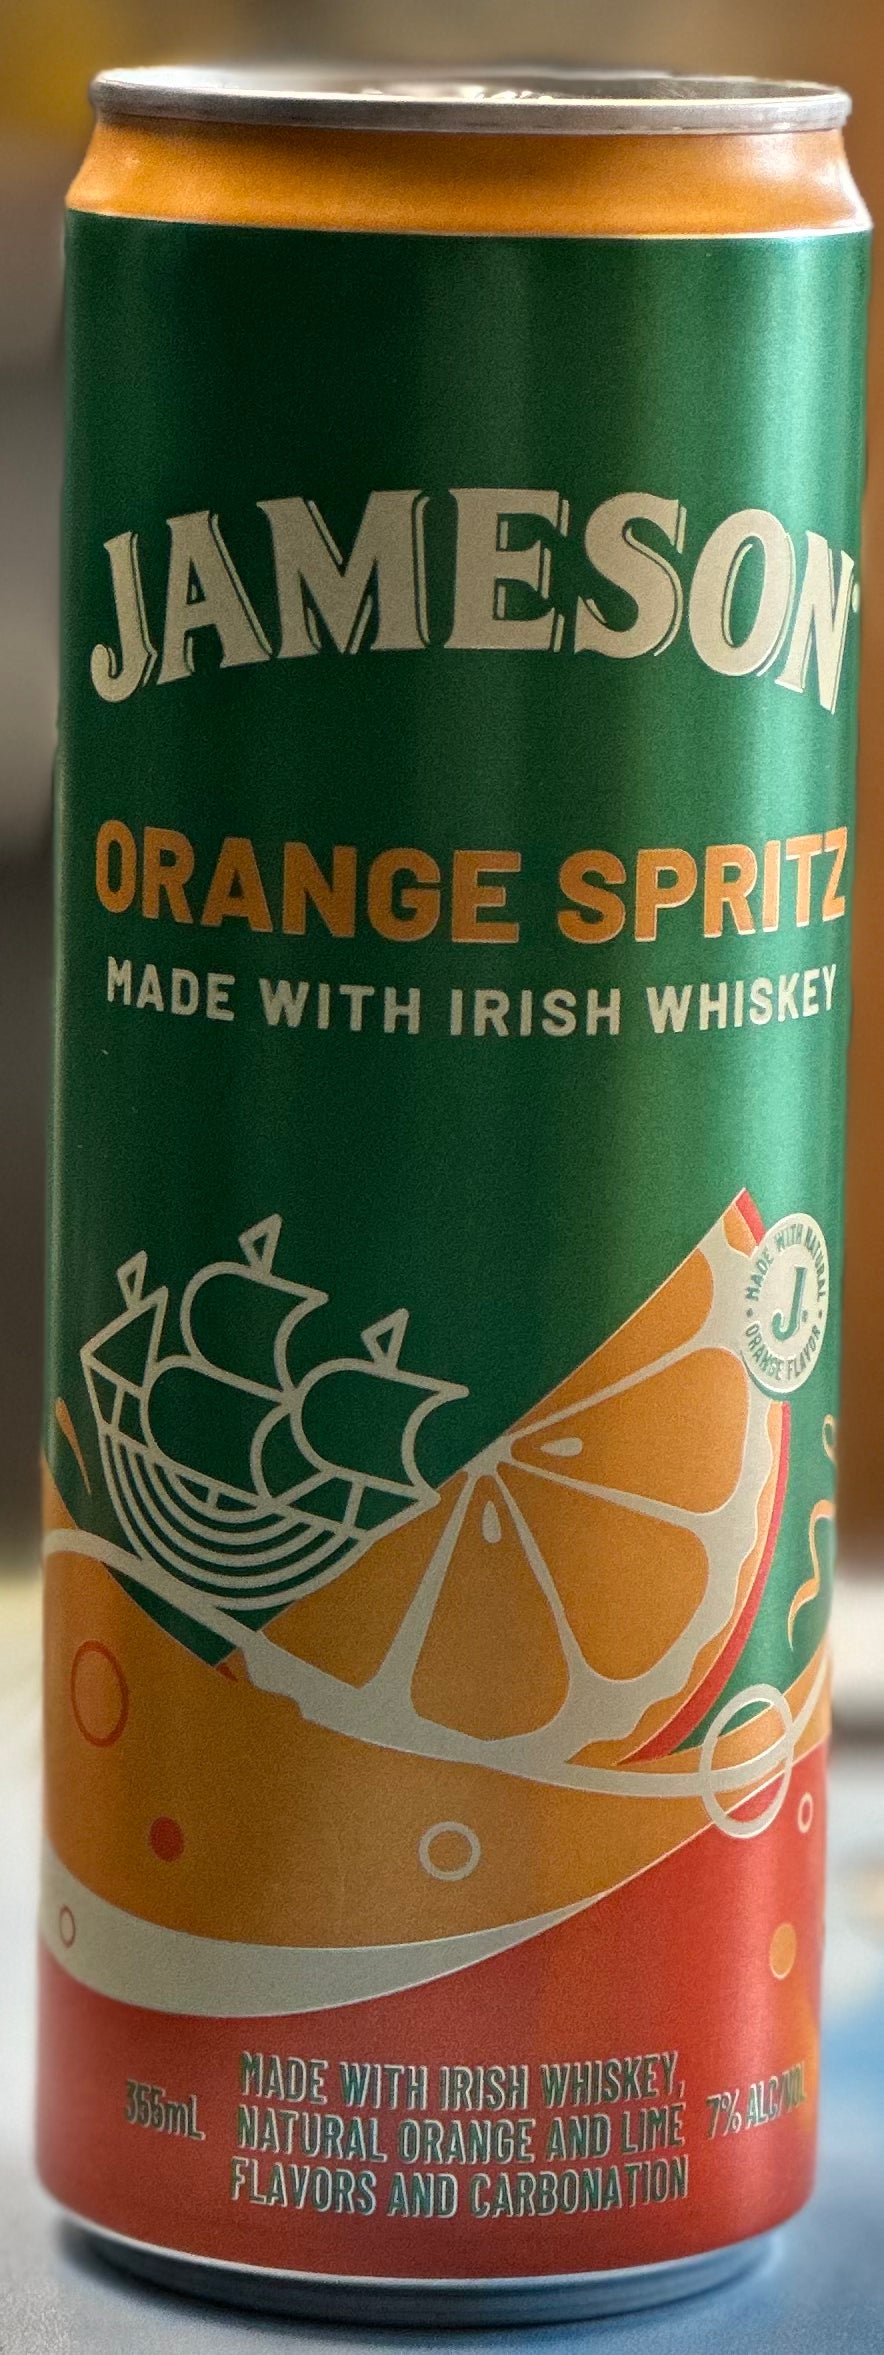 JAMESON
ORANGE SPRITZ
MADE WITH IRISH WHISKEY
MADE WITH NATURAL
J.
ORANGE FLAVOR
355mL
MADE WITH IRISH WHISKEY,
NATURAL ORANGE AND LIME
FLAVORS AND CARBONATION
7% ALC/VOL